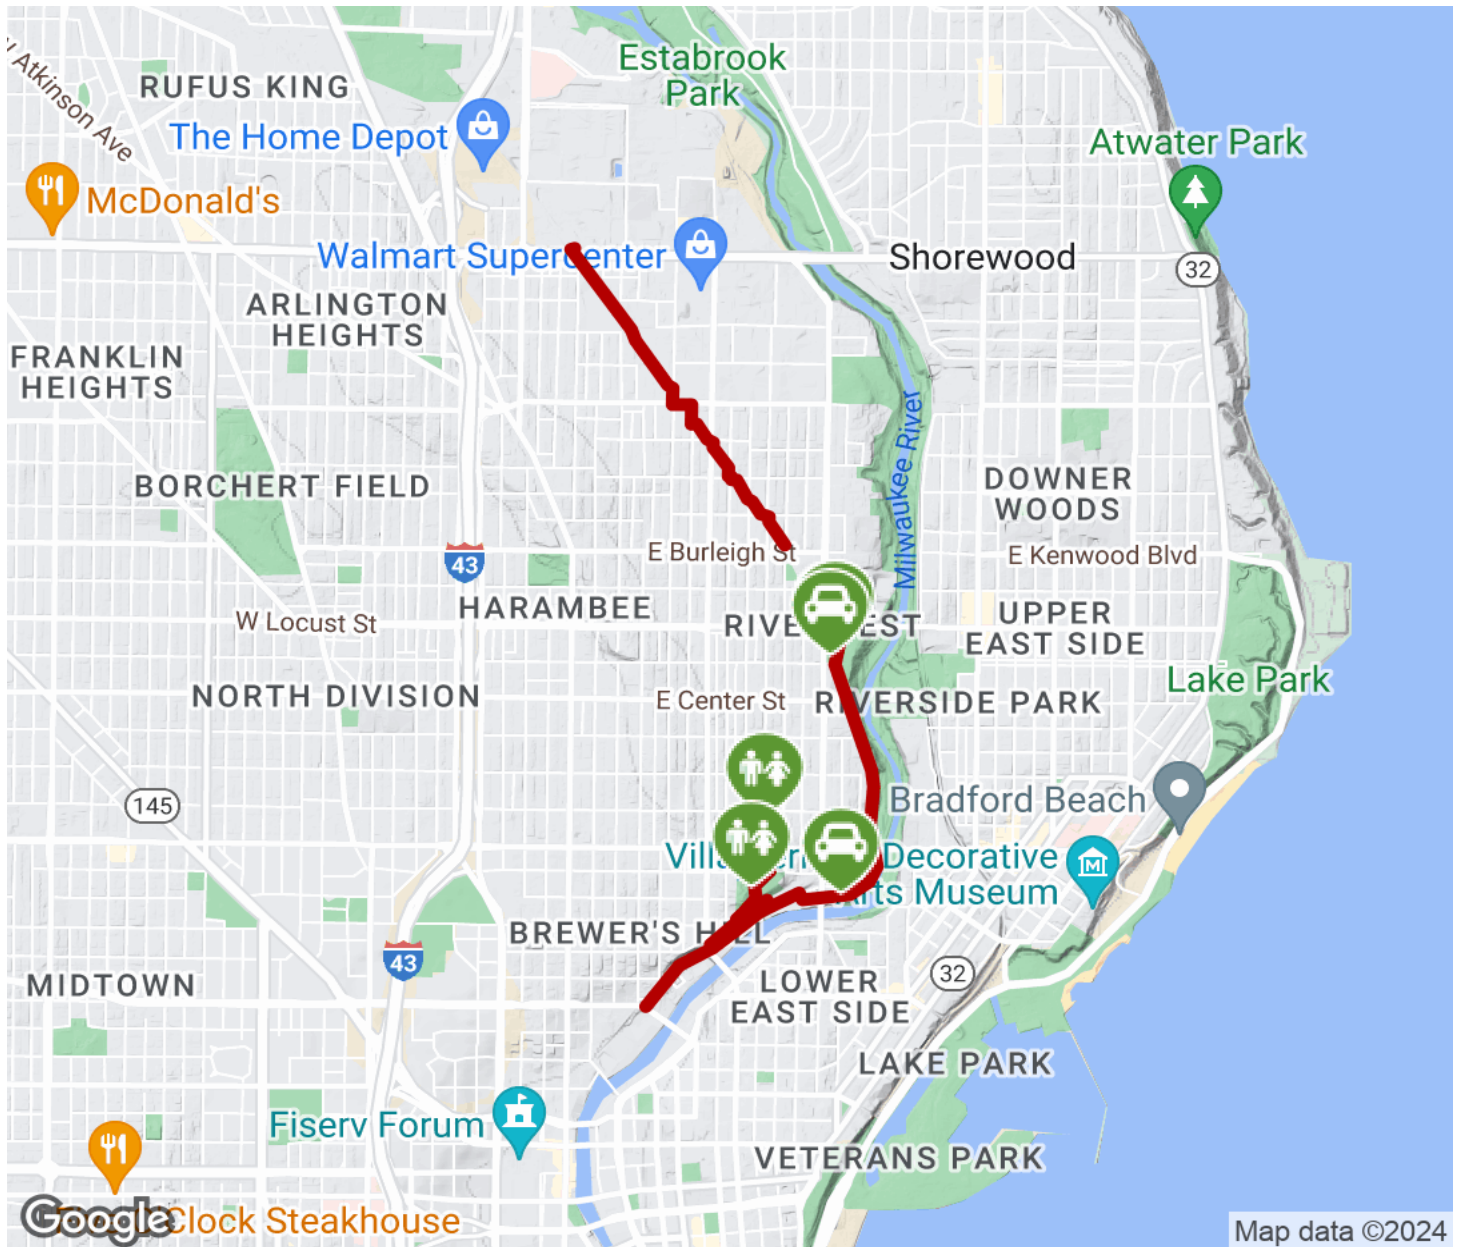 Estabrook
Park
RUFUS KING
Atkinson Ave
The Home Depot
Atwater Park
McDonald's
Walmart Supercenter
Shorewood
32
ARLINGTON
HEIGHTS
FRANKLIN
HEIGHTS
Milwaukee River
BORCHERT FIELD
DOWNER
WOODS
E Burleigh St
E Kenwood Blvd
43
HARAMBEE
W Locust St
UPPER
EAST SIDE
Lake Park
NORTH DIVISION
E Center St
RIVERSIDE PARK
145
Bradford Beach
Decorative
Arts Museum
M
BREWER'S HILL
43
MIDTOWN
LOWER
EAST SIDE
32
LAKE PARK
Fiserv Forum
VETERANS PARK
Google
Clock Steakhouse
Map data ©2024